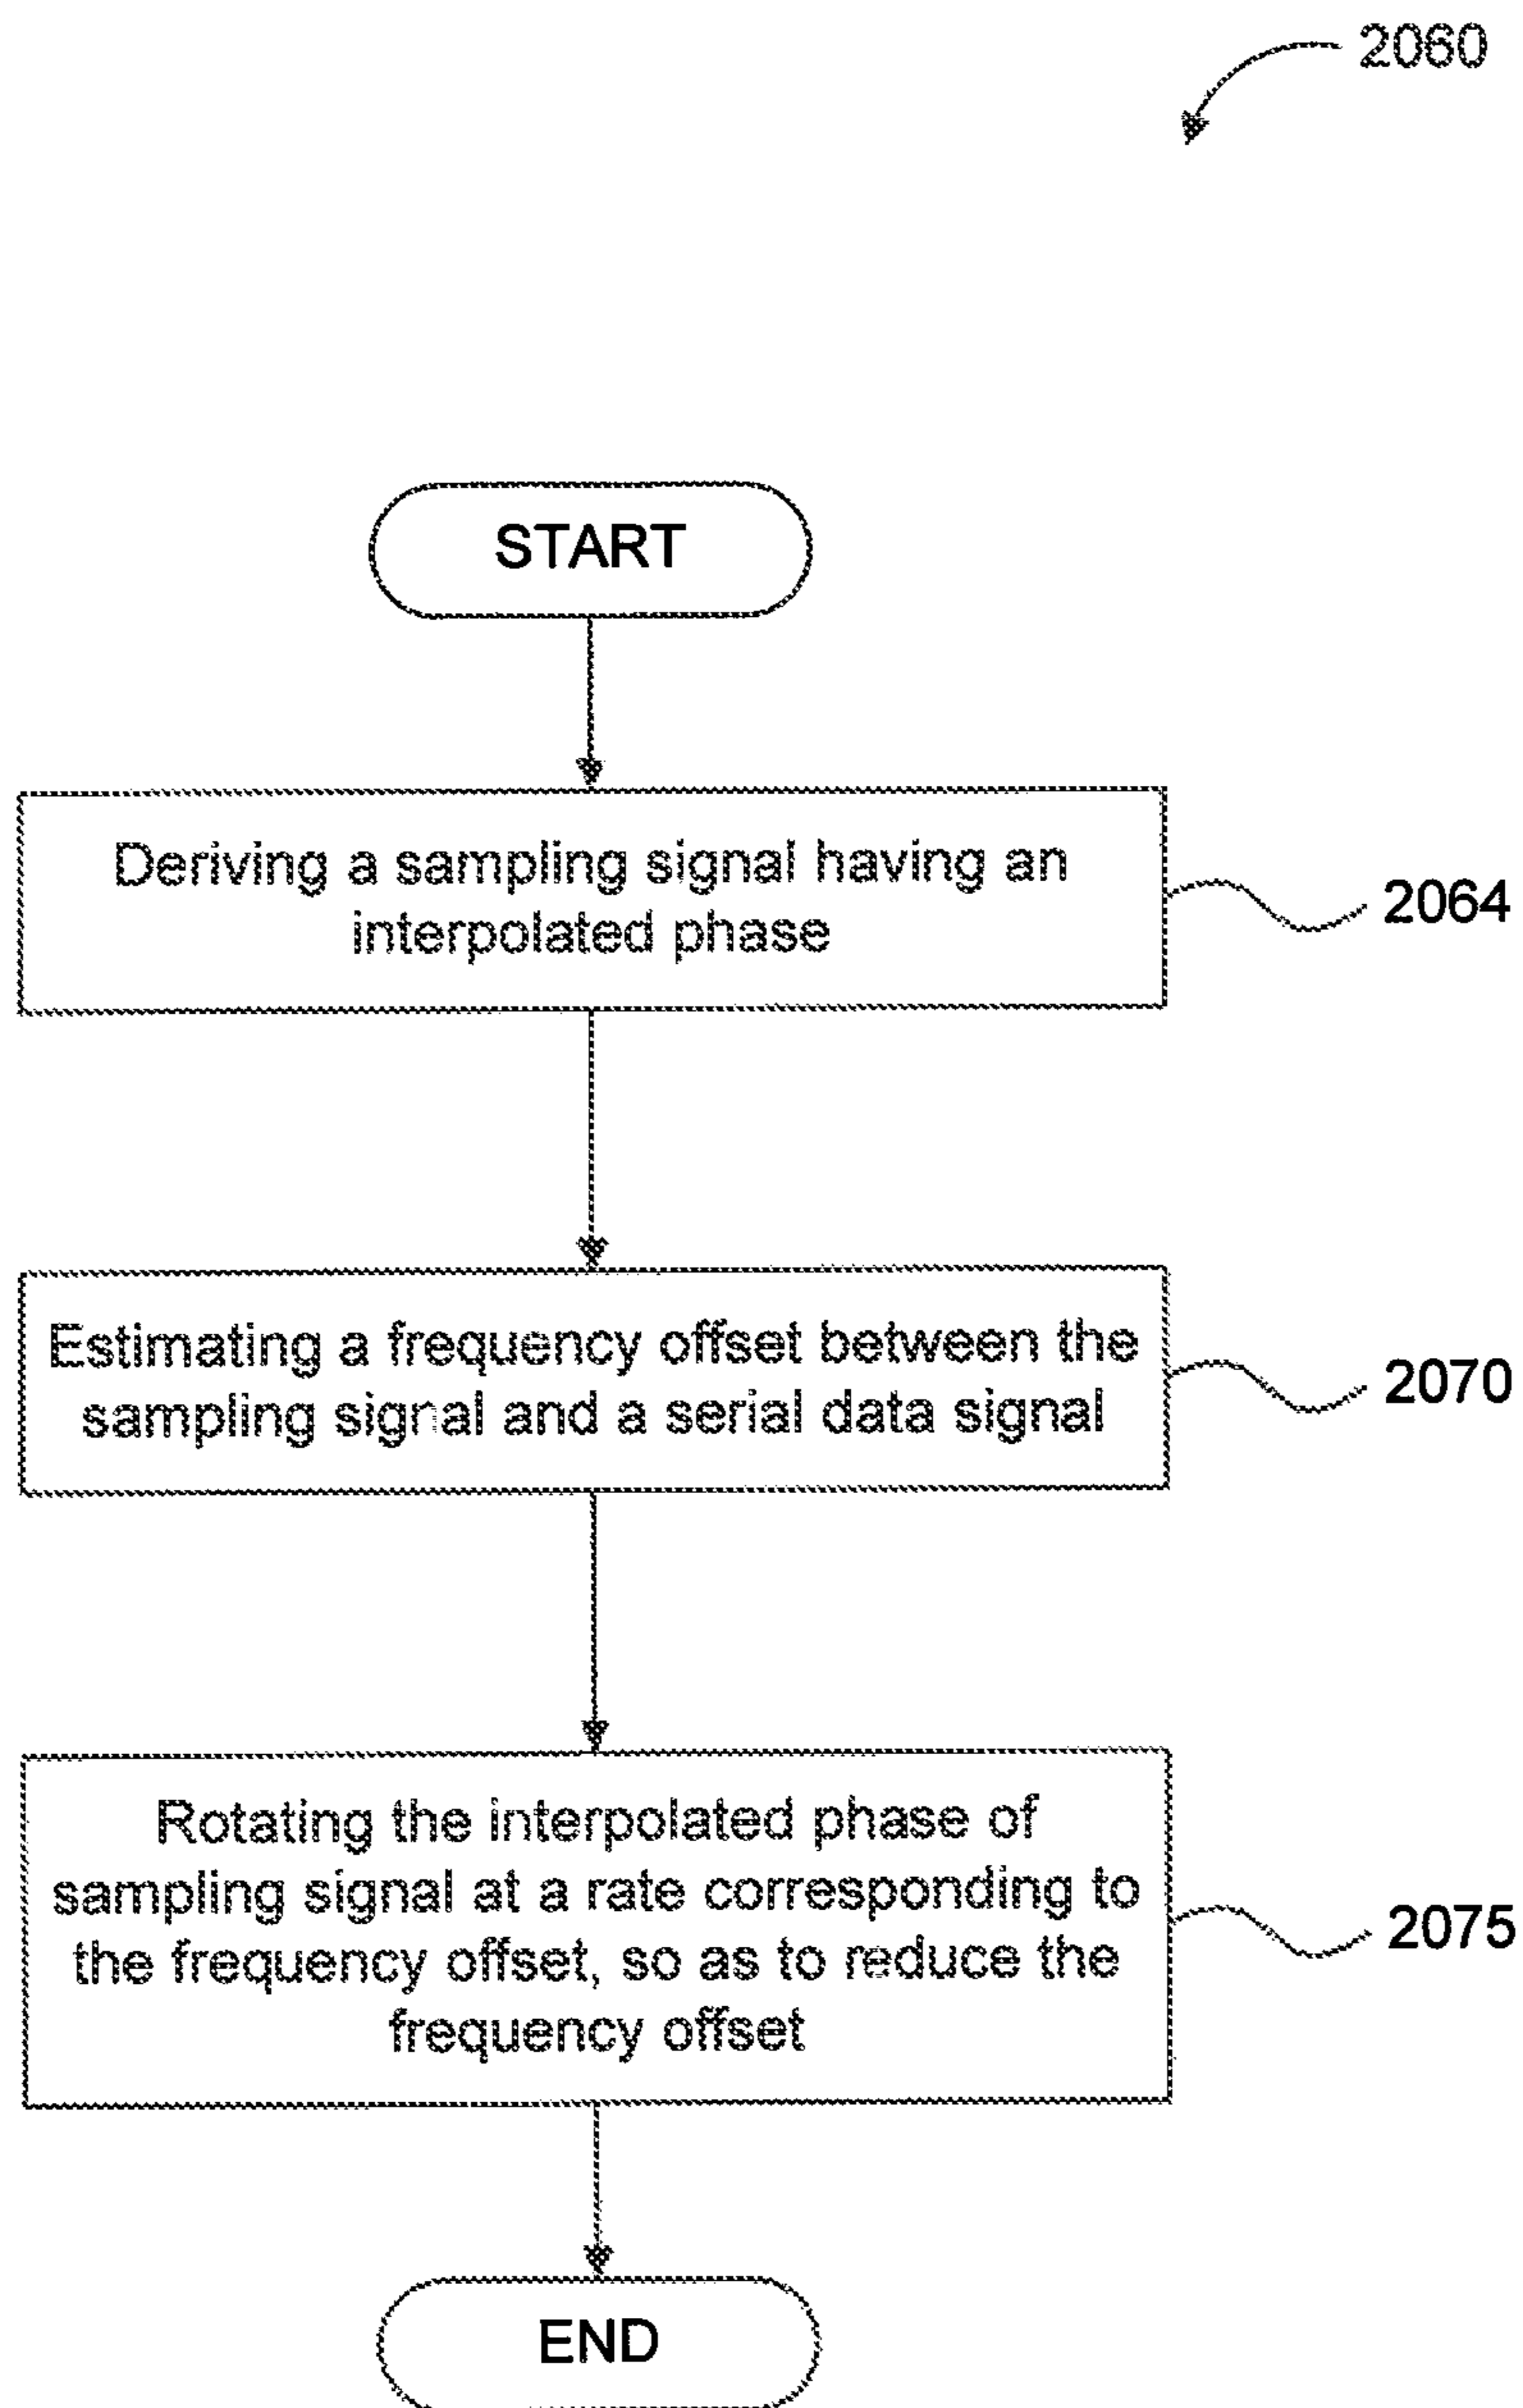 2060
START
Deriving a sampling signal having an
interpolated phase
2064
Estimating a frequency offset between the
sampling signal and a serial data signal
2070
Rotating the interpolated phase of
sampling signal at a rate corresponding to
the frequency offset, so as to reduce the
frequency offset
2075
END